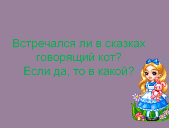 Встречался ли в сказках
говорящий кот?
Если да, то в какой?